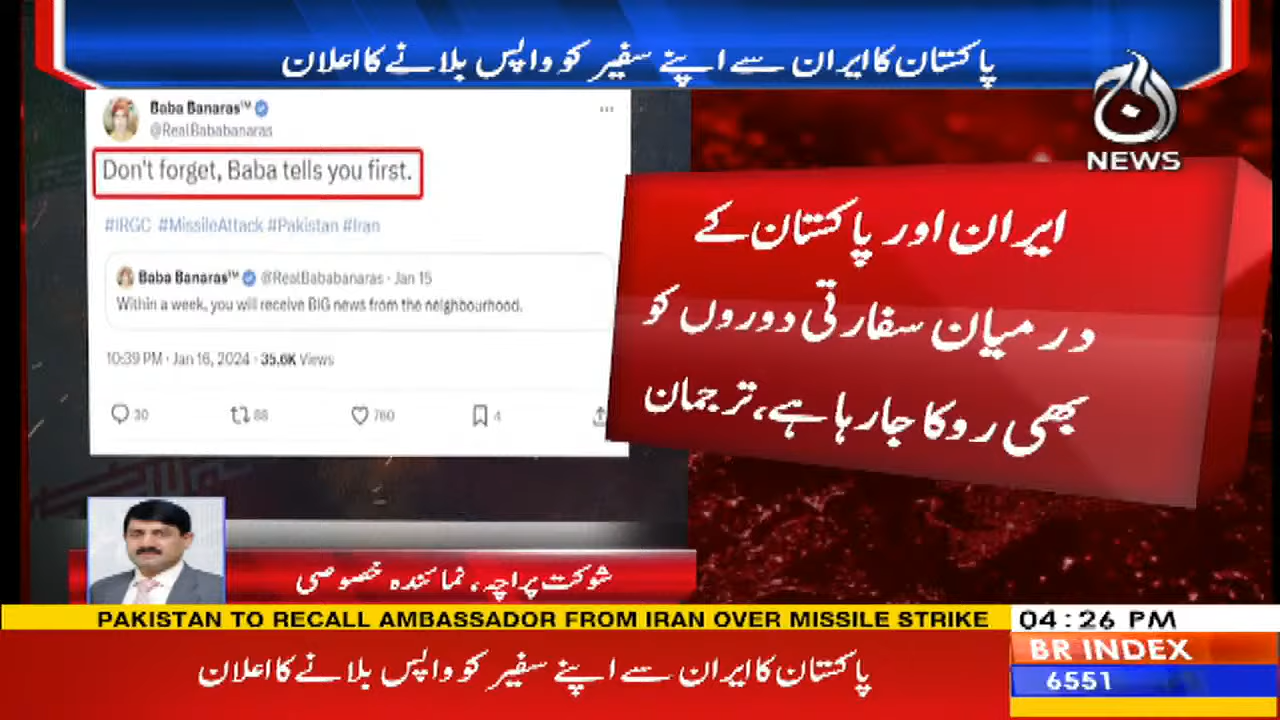 پاکستان کا ایران سے اپنے سفیر کو واپس بلانے کا اعلان
آج
NEWS
Baba Banaras™
@RealBababanaras
Don't forget, Baba tells you first.
#IRGC #MissileAttack #Pakistan #Iran
Baba Banaras™ @RealBababanaras · Jan 15
Within a week, you will receive BIG news from the neighbourhood.
10:39 PM · Jan 16, 2024 · 35.6K Views
30 88 760 4
ایران اور پاکستان کے
درمیان سفارتی دوروں کو
بھی روکا جارہا ہے،ترجمان
شوکت پراچہ، نمائندہ خصوصی
PAKISTAN TO RECALL AMBASSADOR FROM IRAN OVER MISSILE STRIKE
04:26 PM
BR INDEX
6551
پاکستان کا ایران سے اپنے سفیر کو واپس بلانے کا اعلان